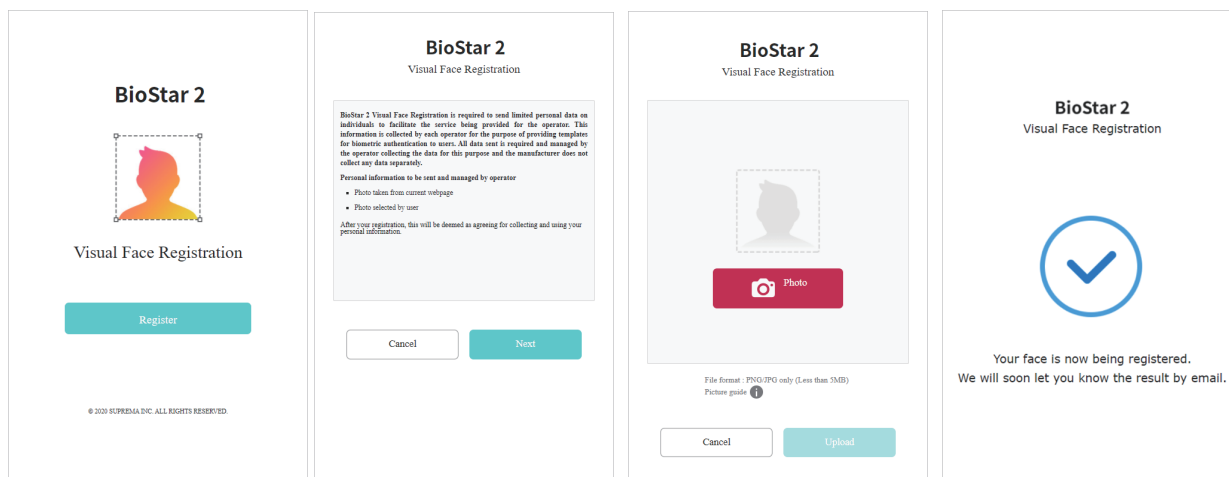 BioStar 2
Visual Face Registration
Register
© 2020 SUPREMA INC. ALL RIGHTS RESERVED.
BioStar 2
Visual Face Registration
BioStar 2 Visual Face Registration is required to send limited personal data on
individuals to facilitate the service being provided for the operator. This
information is collected by each operator for the purpose of providing templates
for biometric authentication to users. All data sent is required and managed by
the operator collecting the data for this purpose and the manufacturer does not
collect any data separately.
Personal information to be sent and managed by operator
Photo taken from current webpage
Photo selected by user
After your registration, this will be deemed as agreeing for collecting and using your
personal information.
Cancel
Next
BioStar 2
Visual Face Registration
Photo
File format : PNG/JPG only (Less than 5MB)
Picture guide i
Cancel
Upload
BioStar 2
Visual Face Registration
Your face is now being registered.
We will soon let you know the result by email.